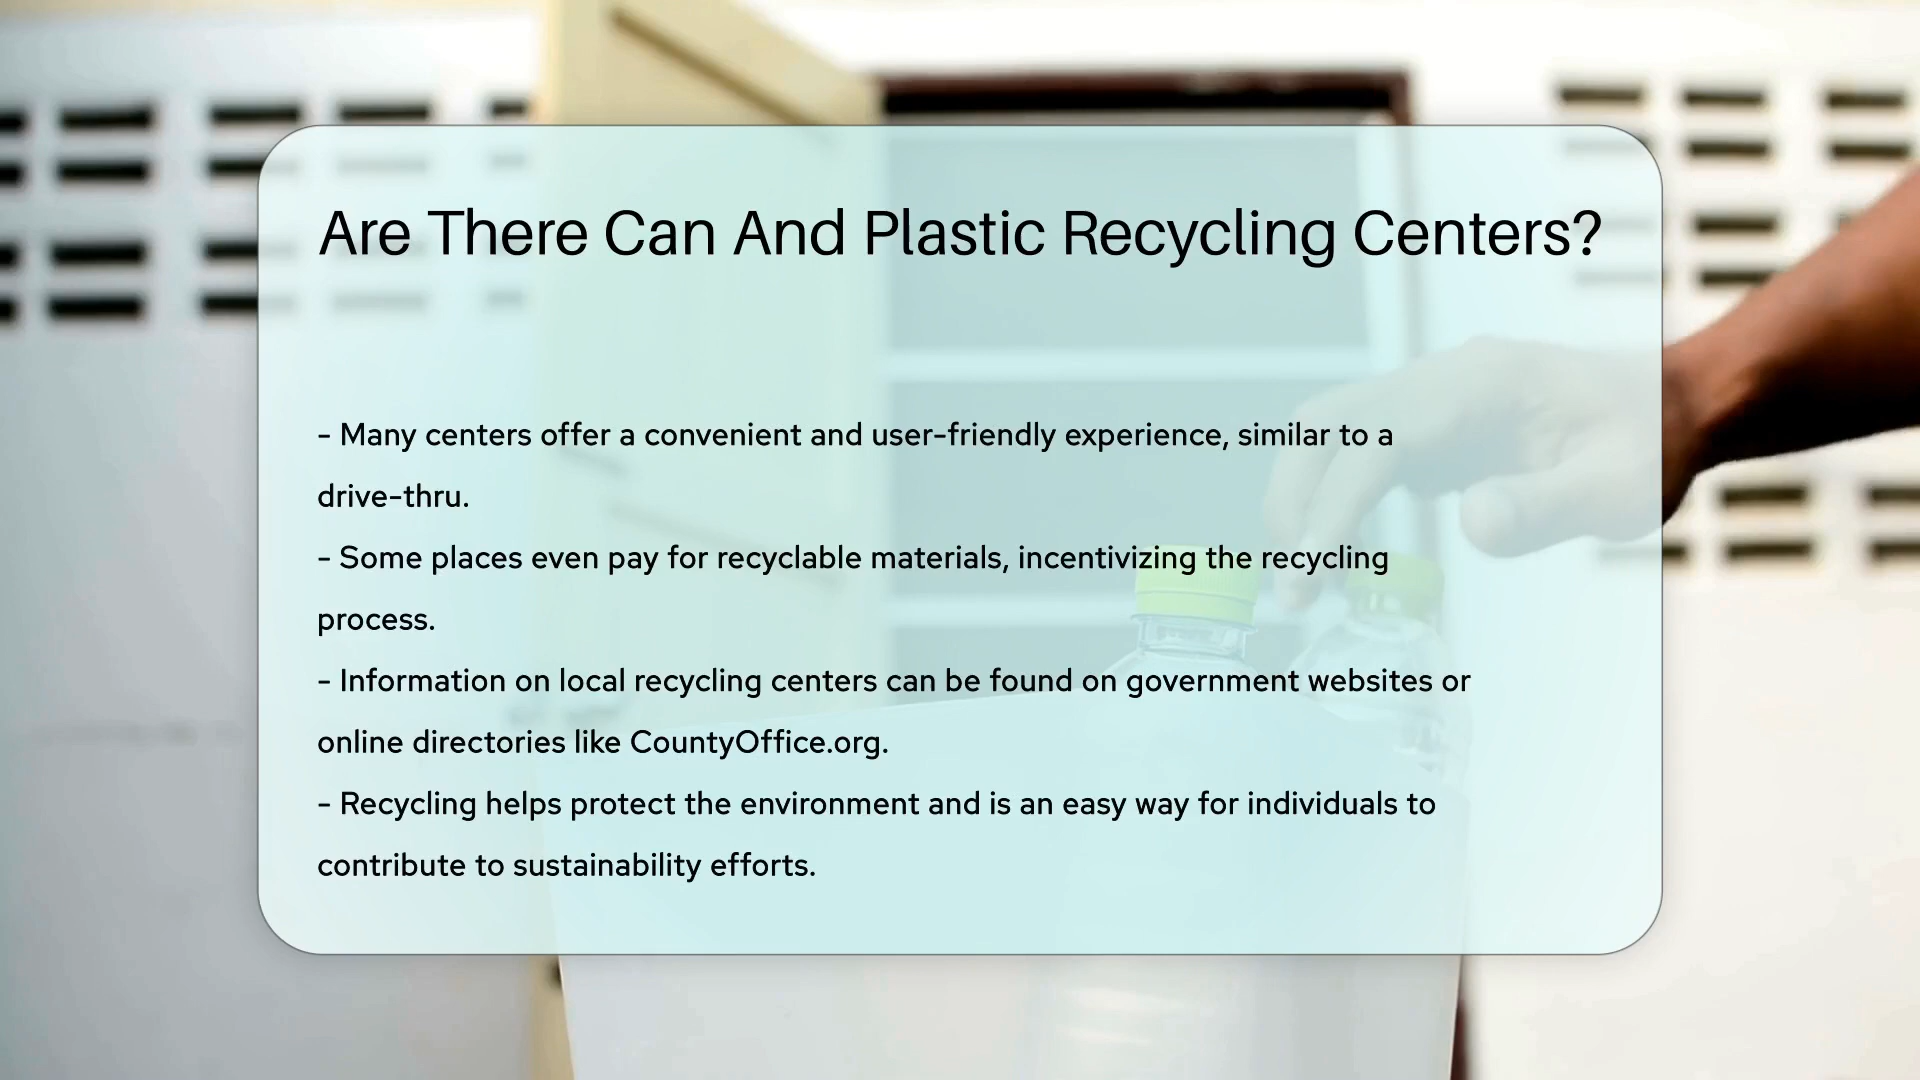 Are There Can And Plastic Recycling Centers?
- Many centers offer a convenient and user-friendly experience, similar to a
drive-thru.
- Some places even pay for recyclable materials, incentivizing the recycling
process.
- Information on local recycling centers can be found on government websites or
online directories like CountyOffice.org.
- Recycling helps protect the environment and is an easy way for individuals to
contribute to sustainability efforts.